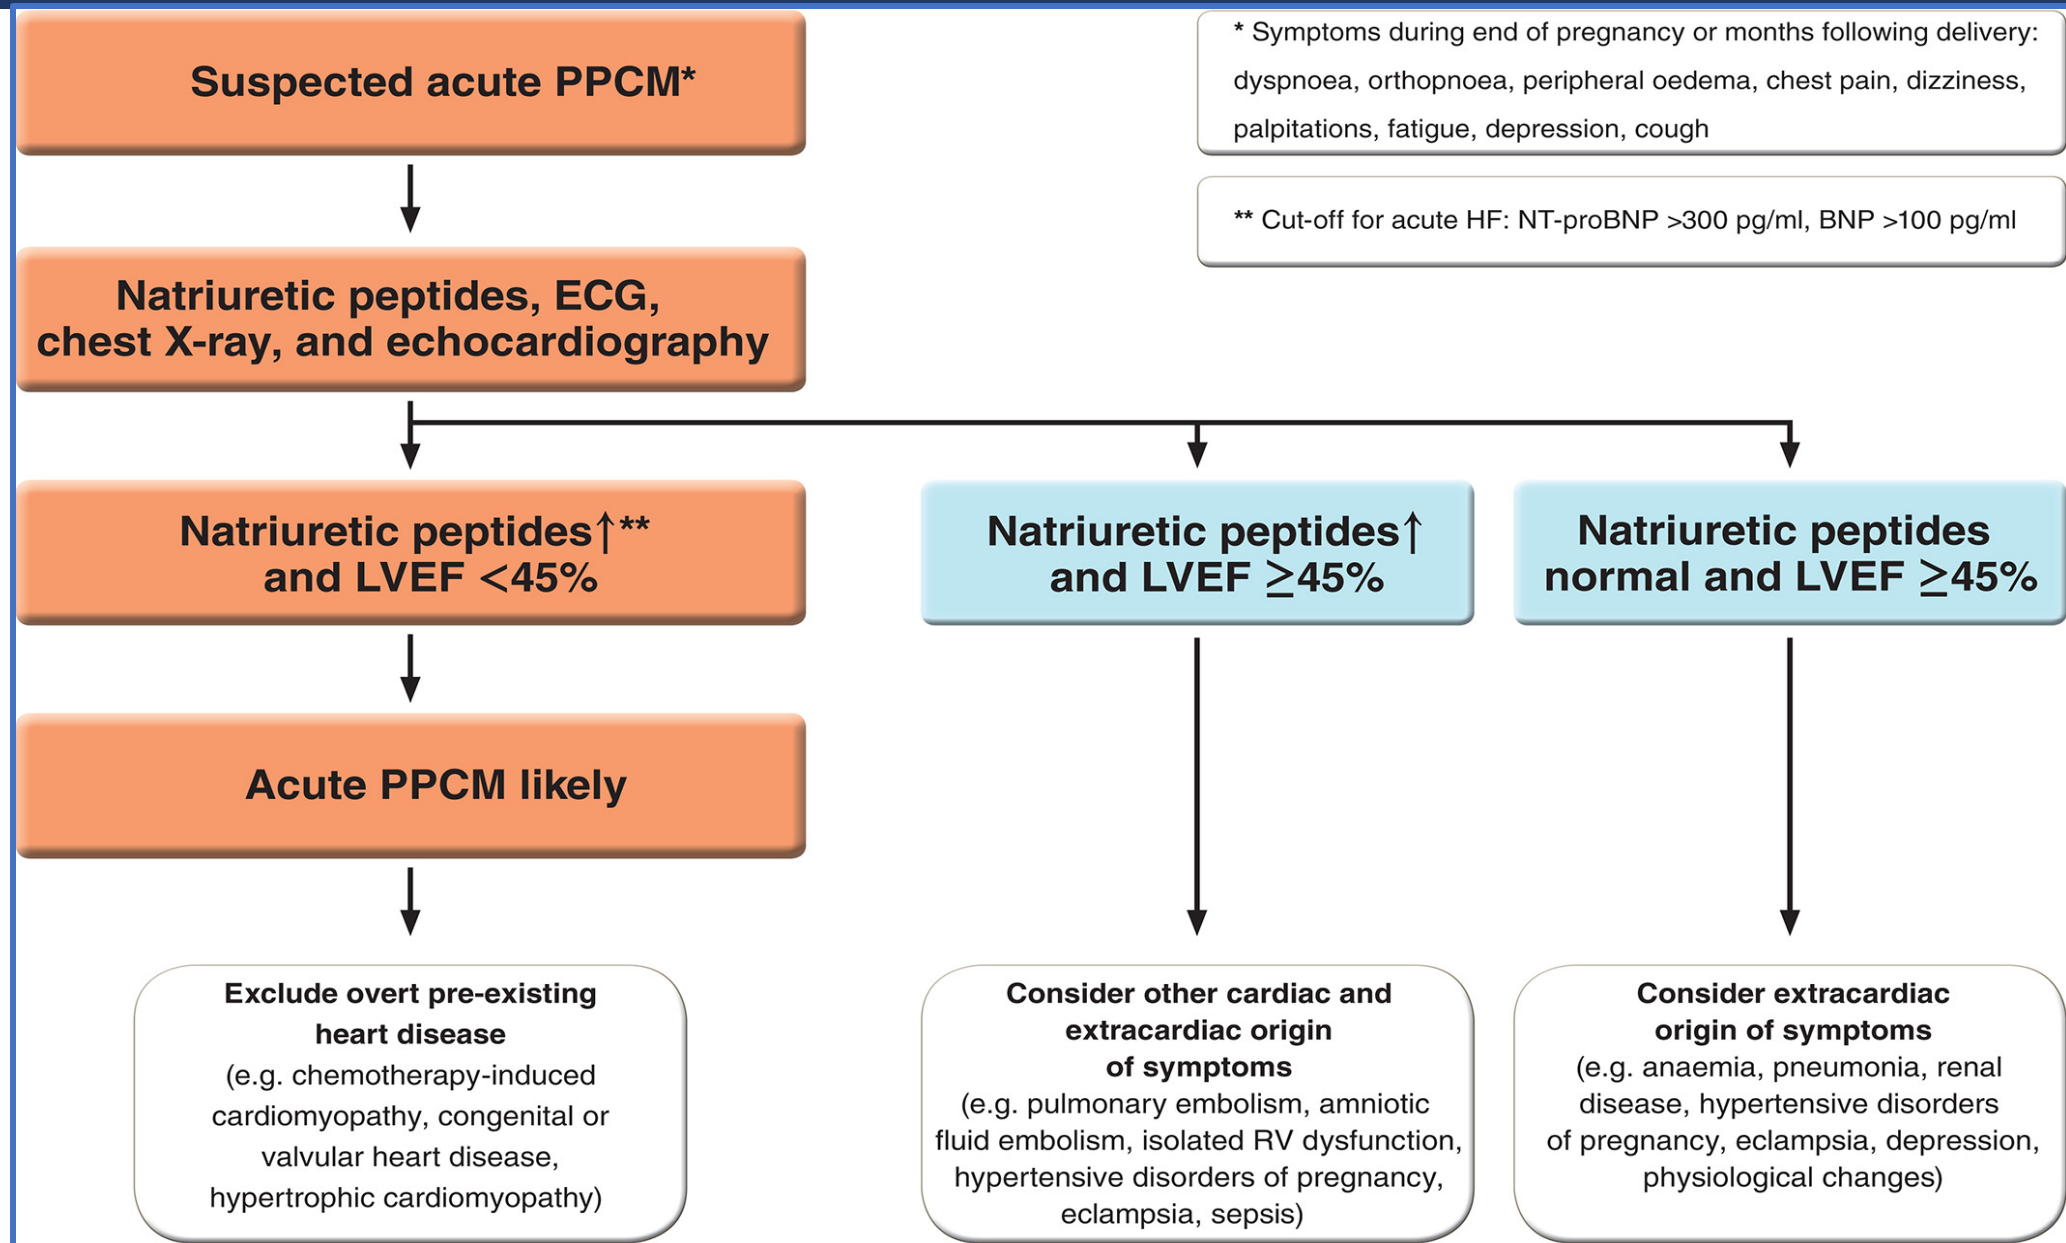 Suspected acute PPCM*
* Symptoms during end of pregnancy or months following delivery:
dyspnoea, orthopnoea, peripheral oedema, chest pain, dizziness,
palpitations, fatigue, depression, cough
** Cut-off for acute HF: NT-proBNP >300 pg/ml, BNP >100 pg/ml
Natriuretic peptides, ECG,
chest X-ray, and echocardiography
Natriuretic peptides↑**
and LVEF <45%
Natriuretic peptides↑
and LVEF ≥45%
Natriuretic peptides
normal and LVEF ≥45%
Acute PPCM likely
Exclude overt pre-existing
heart disease
(e.g. chemotherapy-induced
cardiomyopathy, congenital or
valvular heart disease,
hypertrophic cardiomyopathy)
Consider other cardiac and
extracardiac origin
of symptoms
(e.g. pulmonary embolism, amniotic
fluid embolism, isolated RV dysfunction,
hypertensive disorders of pregnancy,
eclampsia, sepsis)
Consider extracardiac
origin of symptoms
(e.g. anaemia, pneumonia, renal
disease, hypertensive disorders
of pregnancy, eclampsia, depression,
physiological changes)